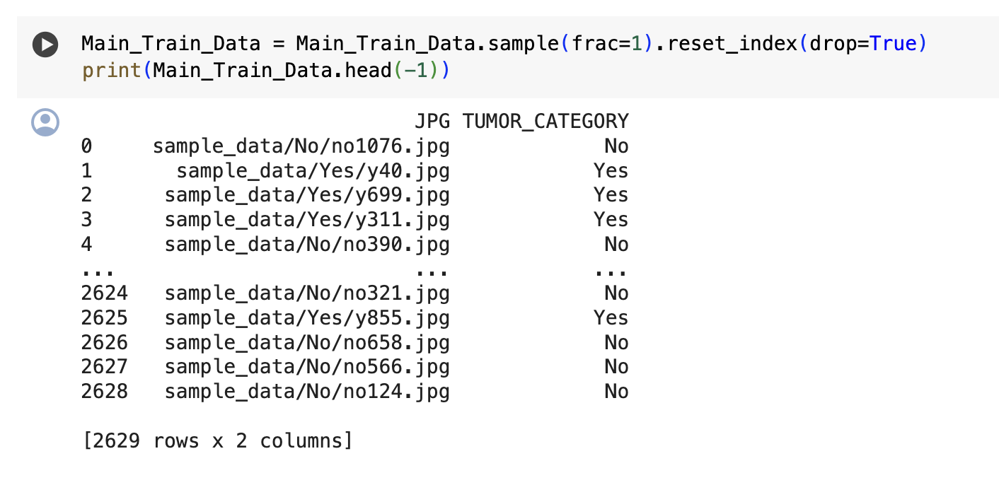 Main_Train_Data = Main_Train_Data.sample(frac=1).reset_index(drop=True)
print(Main_Train_Data.head(-1))
JPG TUMOR_CATEGORY
0 sample_data/No/no1076.jpg No
1 sample_data/Yes/y40.jpg Yes
2 sample_data/Yes/y699.jpg Yes
3 sample_data/Yes/y311.jpg Yes
4 sample_data/No/no390.jpg No
... ... ...
2624 sample_data/No/no321.jpg No
2625 sample_data/Yes/y855.jpg Yes
2626 sample_data/No/no658.jpg No
2627 sample_data/No/no566.jpg No
2628 sample_data/No/no124.jpg No
[2629 rows x 2 columns]